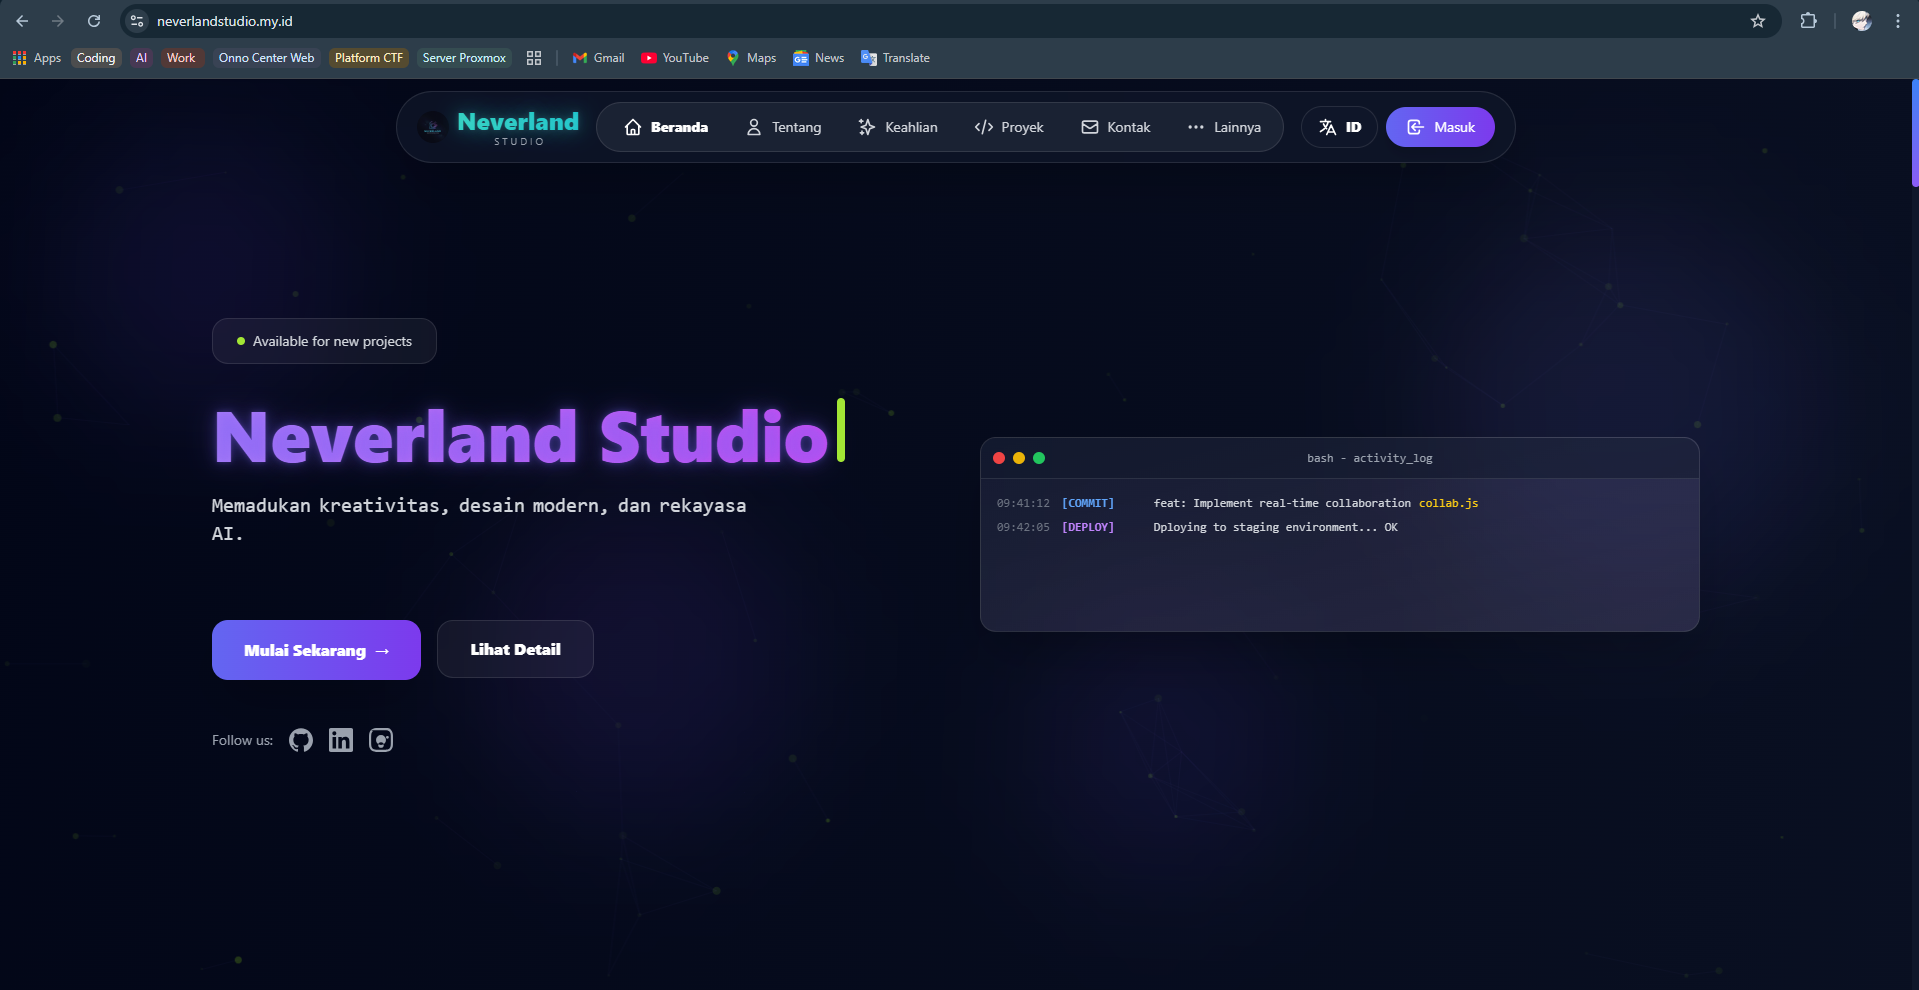 neverlandstudio.my.id
Apps Coding AI Work Onno Center Web Platform CTF Server Proxmox Gmail YouTube Maps News Translate
Neverland
STUDIO
Beranda Tentang Keahlian Proyek Kontak Lainnya ID Masuk
Available for new projects
Neverland Studio
Memadukan kreativitas, desain modern, dan rekayasa
AI.
Mulai Sekarang → Lihat Detail
Follow us:
bash - activity_log
09:41:12 [COMMIT] feat: Implement real-time collaboration collab.js
09:42:05 [DEPLOY] Dploying to staging environment... OK